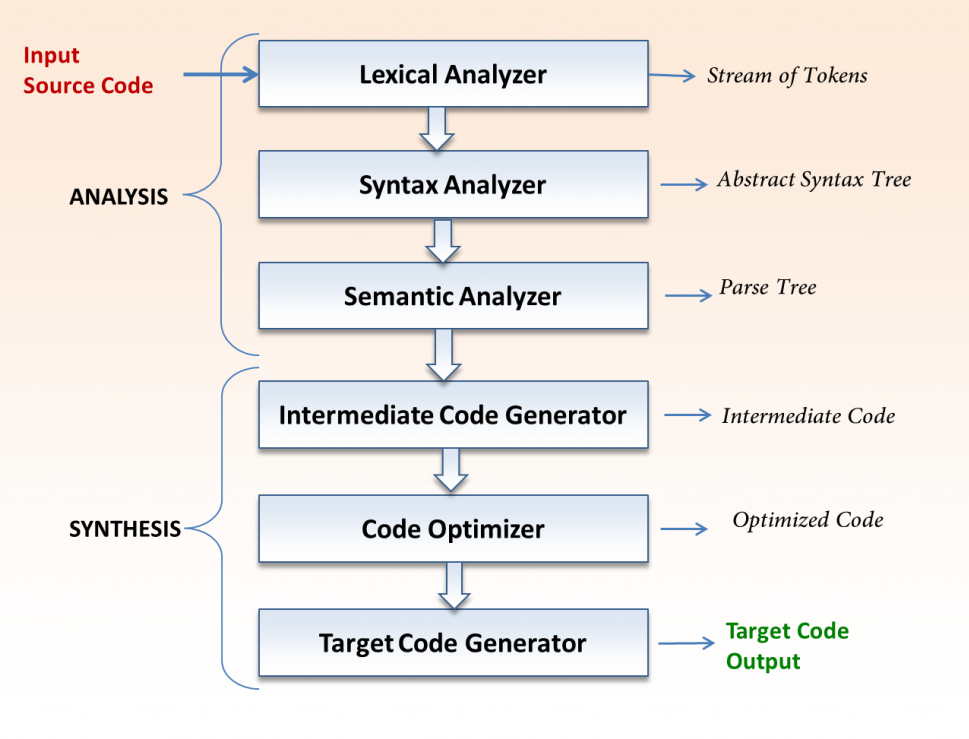 Input
Source Code
Lexical Analyzer
Stream of Tokens
Syntax Analyzer
Abstract Syntax Tree
ANALYSIS
Semantic Analyzer
Parse Tree
Intermediate Code Generator
Intermediate Code
SYNTHESIS
Code Optimizer
Optimized Code
Target Code Generator
Target Code
Output